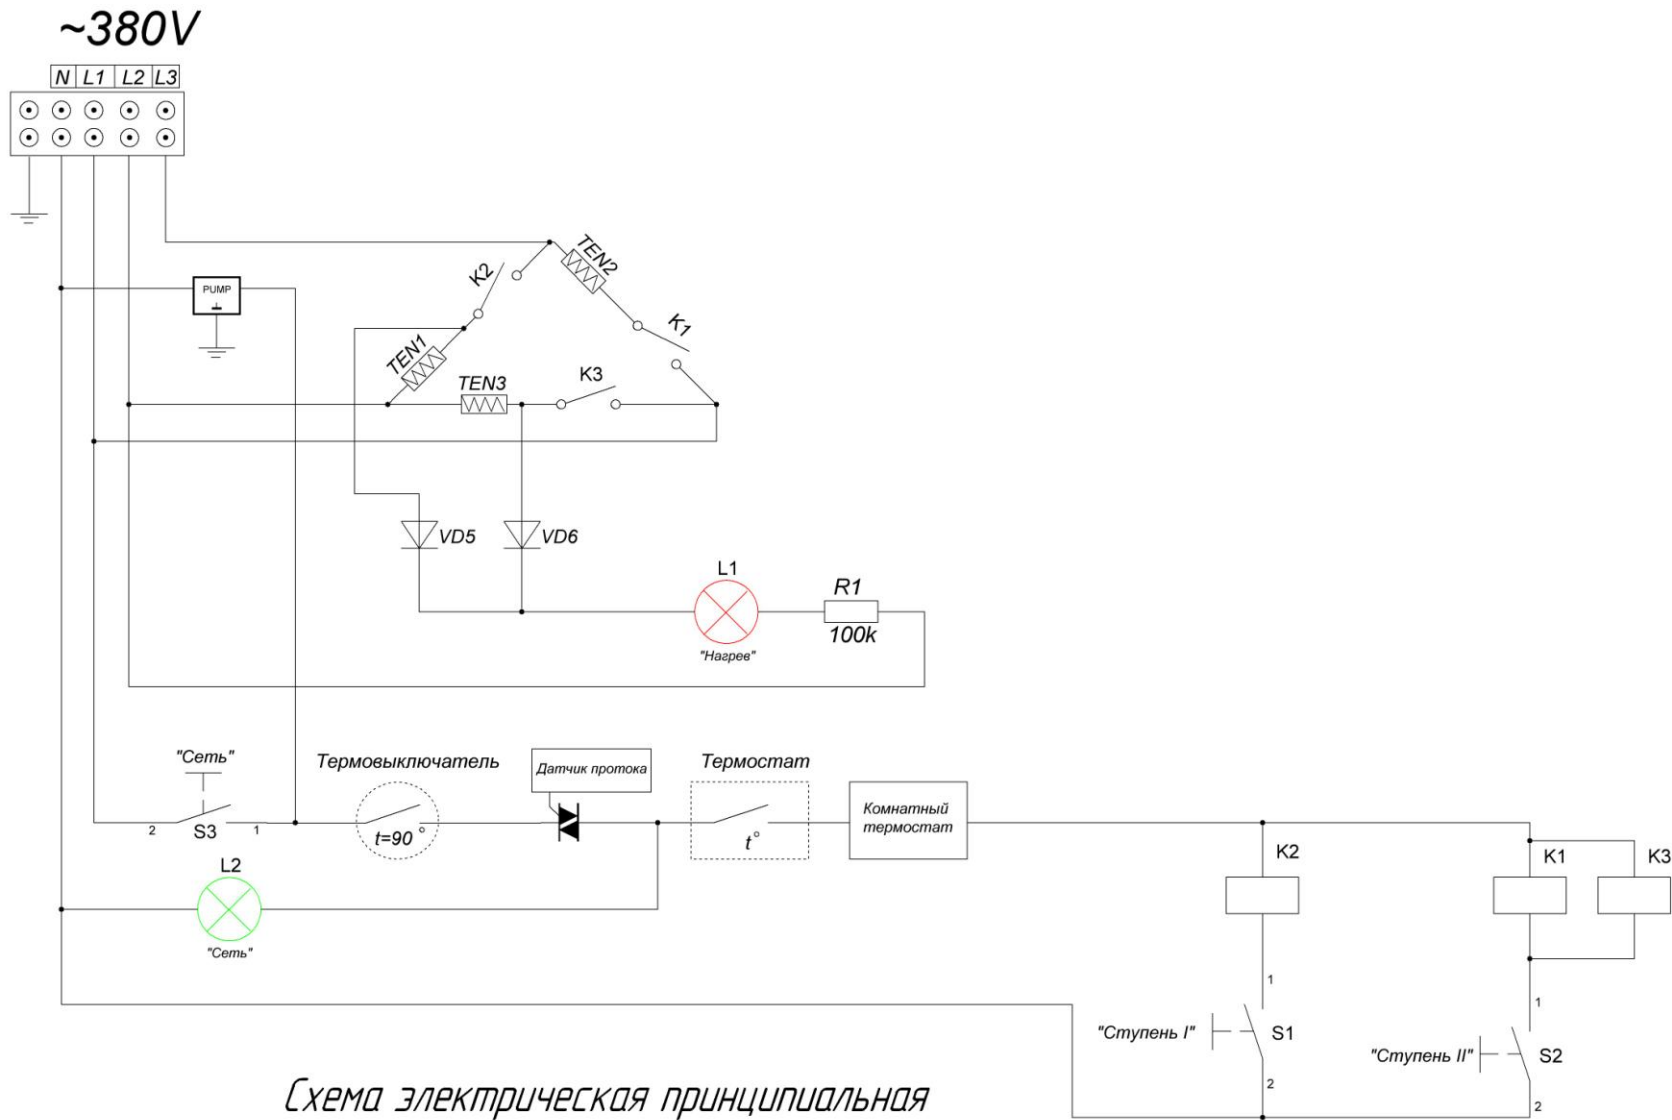 ~380V
N L1 L2 L3
PUMP
K2
TEN2
K1
TEN1
TEN3
K3
VD5
VD6
L1
"Нагрев"
R1
100k
"Сеть"
2
S3
1
Термовыключатель
t=90°
Датчик протока
Термостат
t°
Комнатный
термостат
L2
"Сеть"
K2
K1
K3
1
"Ступень I"
S1
2
1
"Ступень II"
S2
2
Схема электрическая принципиальная